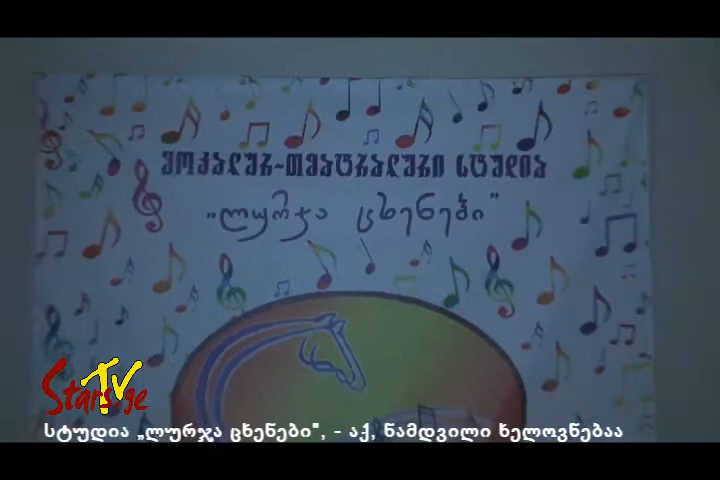 ვოკალურ-თეატრალური სტუდია
„ლურჯა ცხენები"
Stars.ge
TV
სტუდია „ლურჯა ცხენები", - აქ, ნამდვილი ხელოვნებაა